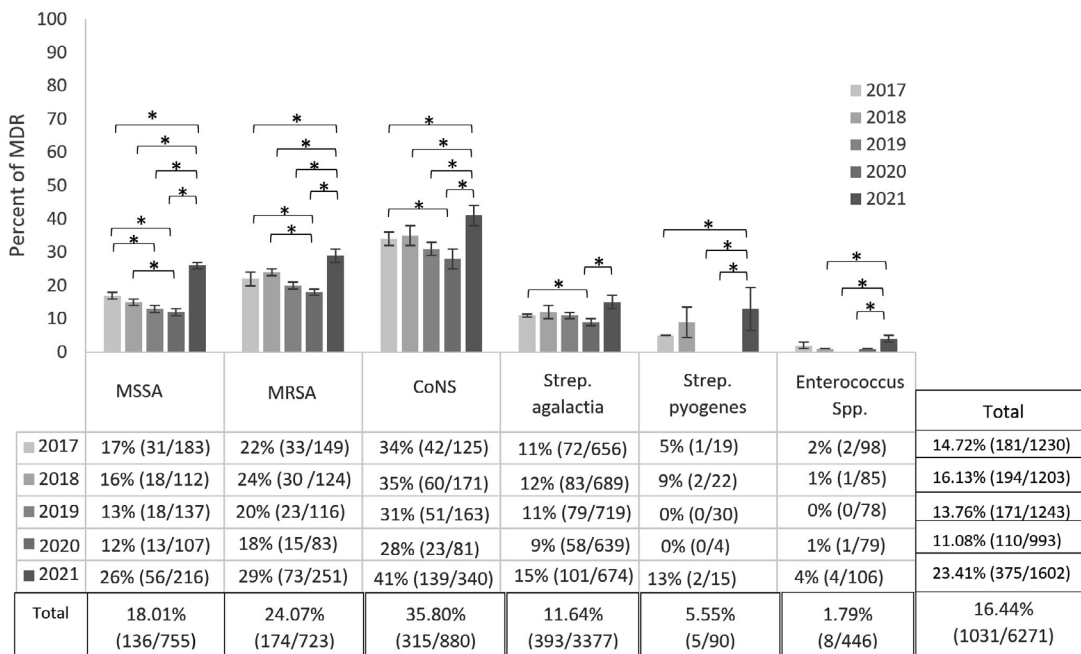 Percent of MDR
100
90
80
70
60
50
40
30
20
10
0
* * * * * * *
* * * * * *
* * * * *
* *
* * *
* * *
2017
2018
2019
2020
2021
MSSA MRSA CoNS Strep. agalactia Strep. pyogenes Enterococcus Spp. Total
2017 17% (31/183) 22% (33/149) 34% (42/125) 11% (72/656) 5% (1/19) 2% (2/98) 14.72% (181/1230)
2018 16% (18/112) 24% (30 /124) 35% (60/171) 12% (83/689) 9% (2/22) 1% (1/85) 16.13% (194/1203)
2019 13% (18/137) 20% (23/116) 31% (51/163) 11% (79/719) 0% (0/30) 0% (0/78) 13.76% (171/1243)
2020 12% (13/107) 18% (15/83) 28% (23/81) 9% (58/639) 0% (0/4) 1% (1/79) 11.08% (110/993)
2021 26% (56/216) 29% (73/251) 41% (139/340) 15% (101/674) 13% (2/15) 4% (4/106) 23.41% (375/1602)
Total 18.01% 24.07% 35.80% 11.64% 5.55% 1.79% 16.44%
(136/755) (174/723) (315/880) (393/3377) (5/90) (8/446) (1031/6271)